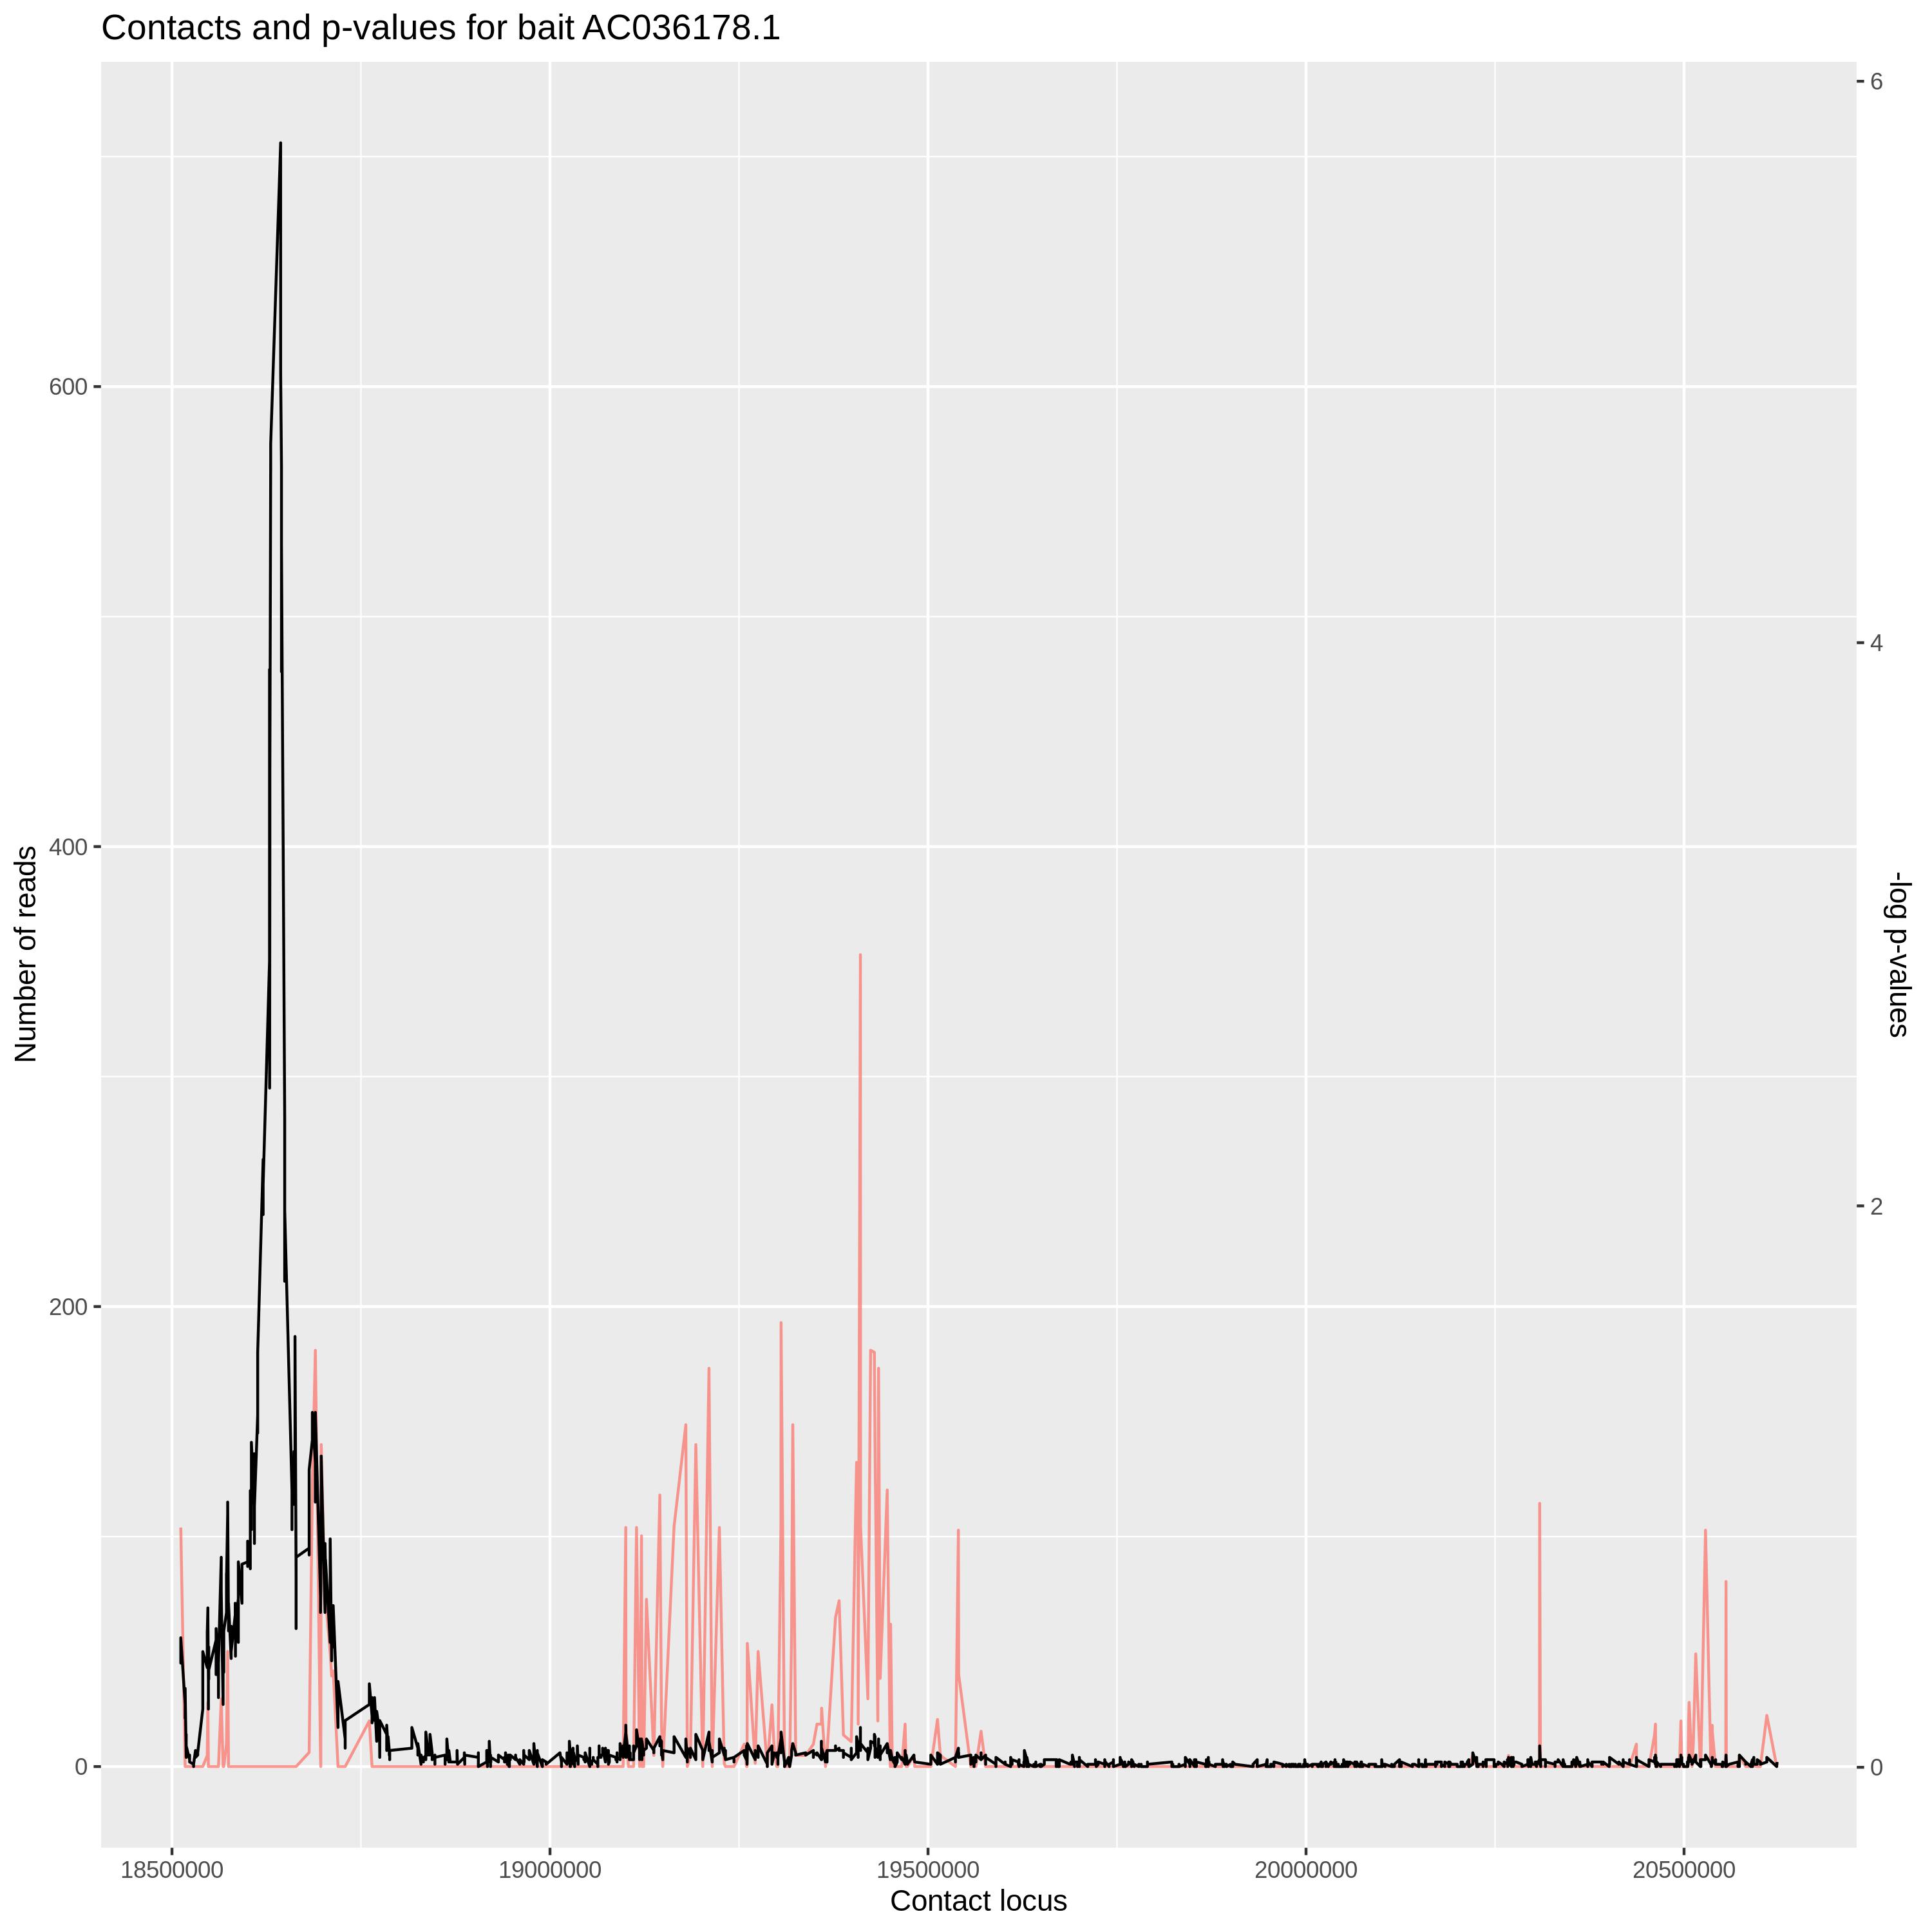 Contacts and p-values for bait AC036178.1
6
600
4
400
Number of reads
-log p-values
2
200
0
0
18500000 19000000 19500000 20000000 20500000
Contact locus